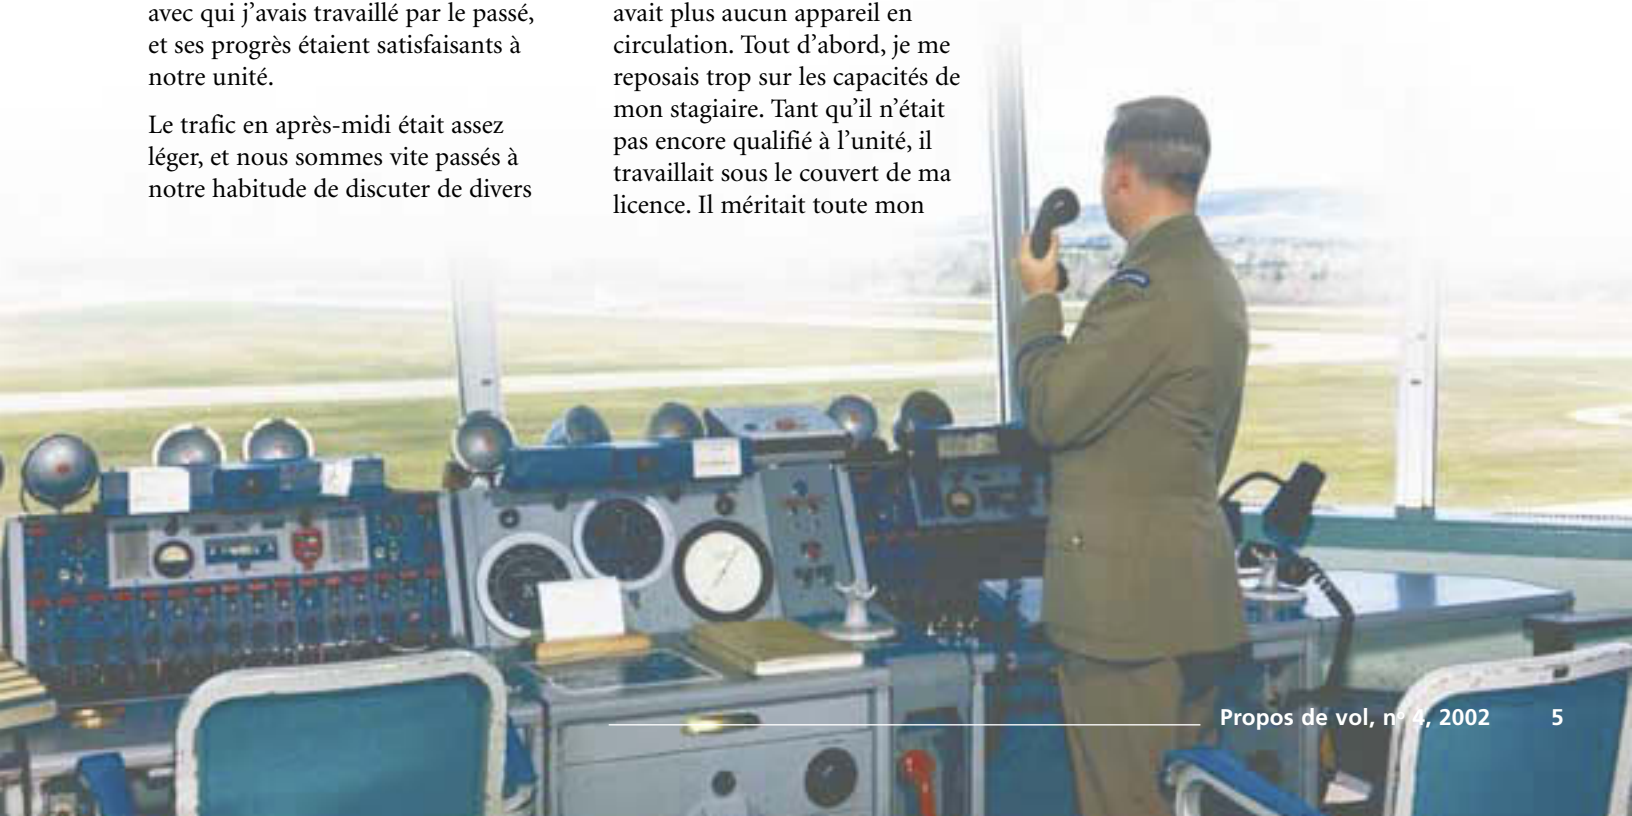 avec qui j’avais travaillé par le passé,
et ses progrès étaient satisfaisants à
notre unité.
Le trafic en après-midi était assez
léger, et nous sommes vite passés à
notre habitude de discuter de divers
avait plus aucun appareil en
circulation. Tout d’abord, je me
reposais trop sur les capacités de
mon stagiaire. Tant qu’il n’était
pas encore qualifié à l’unité, il
travaillait sous le couvert de ma
licence. Il méritait toute mon
Propos de vol, nº 4, 2002 5